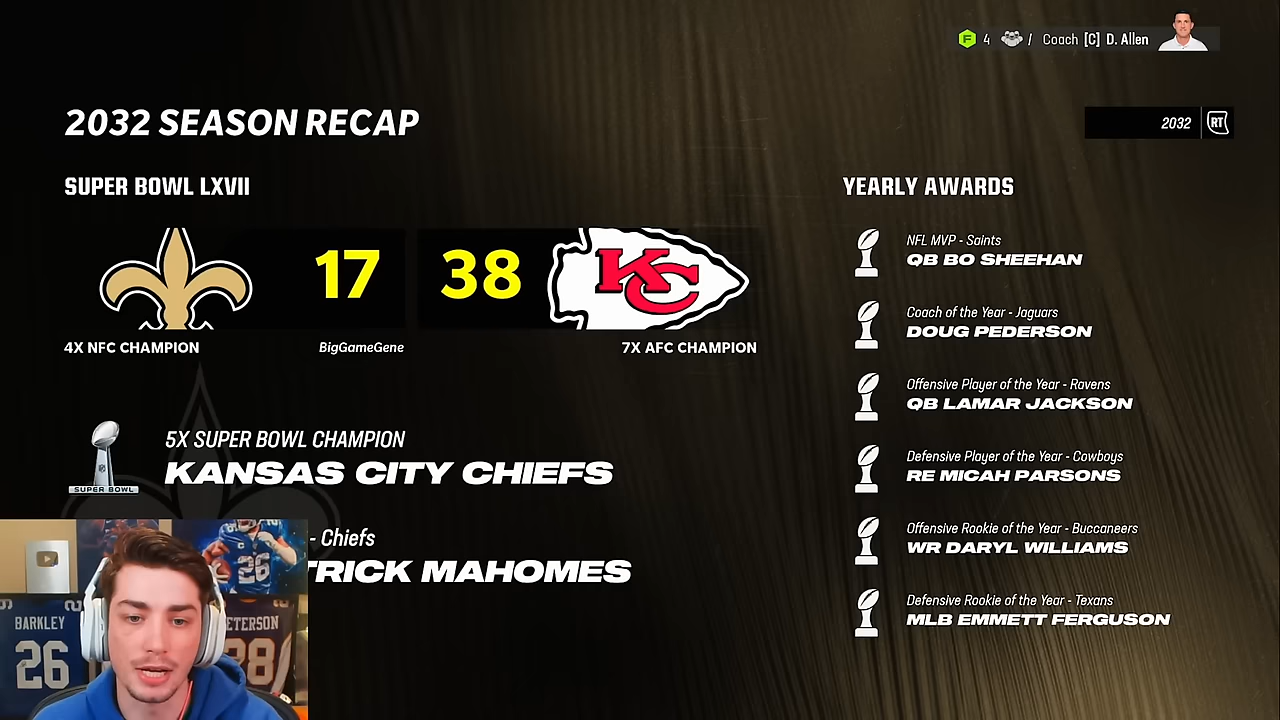 4 / Coach [C] D. Allen
2032 SEASON RECAP
2032 RT
SUPER BOWL LXVII
17 38
KC
4X NFC CHAMPION BigGameGene 7X AFC CHAMPION
5X SUPER BOWL CHAMPION
KANSAS CITY CHIEFS
SUPER BOWL
- Chiefs
TRICK MAHOMES
YEARLY AWARDS
NFL MVP - Saints
QB BO SHEEHAN
Coach of the Year - Jaguars
DOUG PEDERSON
Offensive Player of the Year - Ravens
QB LAMAR JACKSON
Defensive Player of the Year - Cowboys
RE MICAH PARSONS
Offensive Rookie of the Year - Buccaneers
WR DARYL WILLIAMS
Defensive Rookie of the Year - Texans
MLB EMMETT FERGUSON
26
BARKLEY
26
ETERSON
28